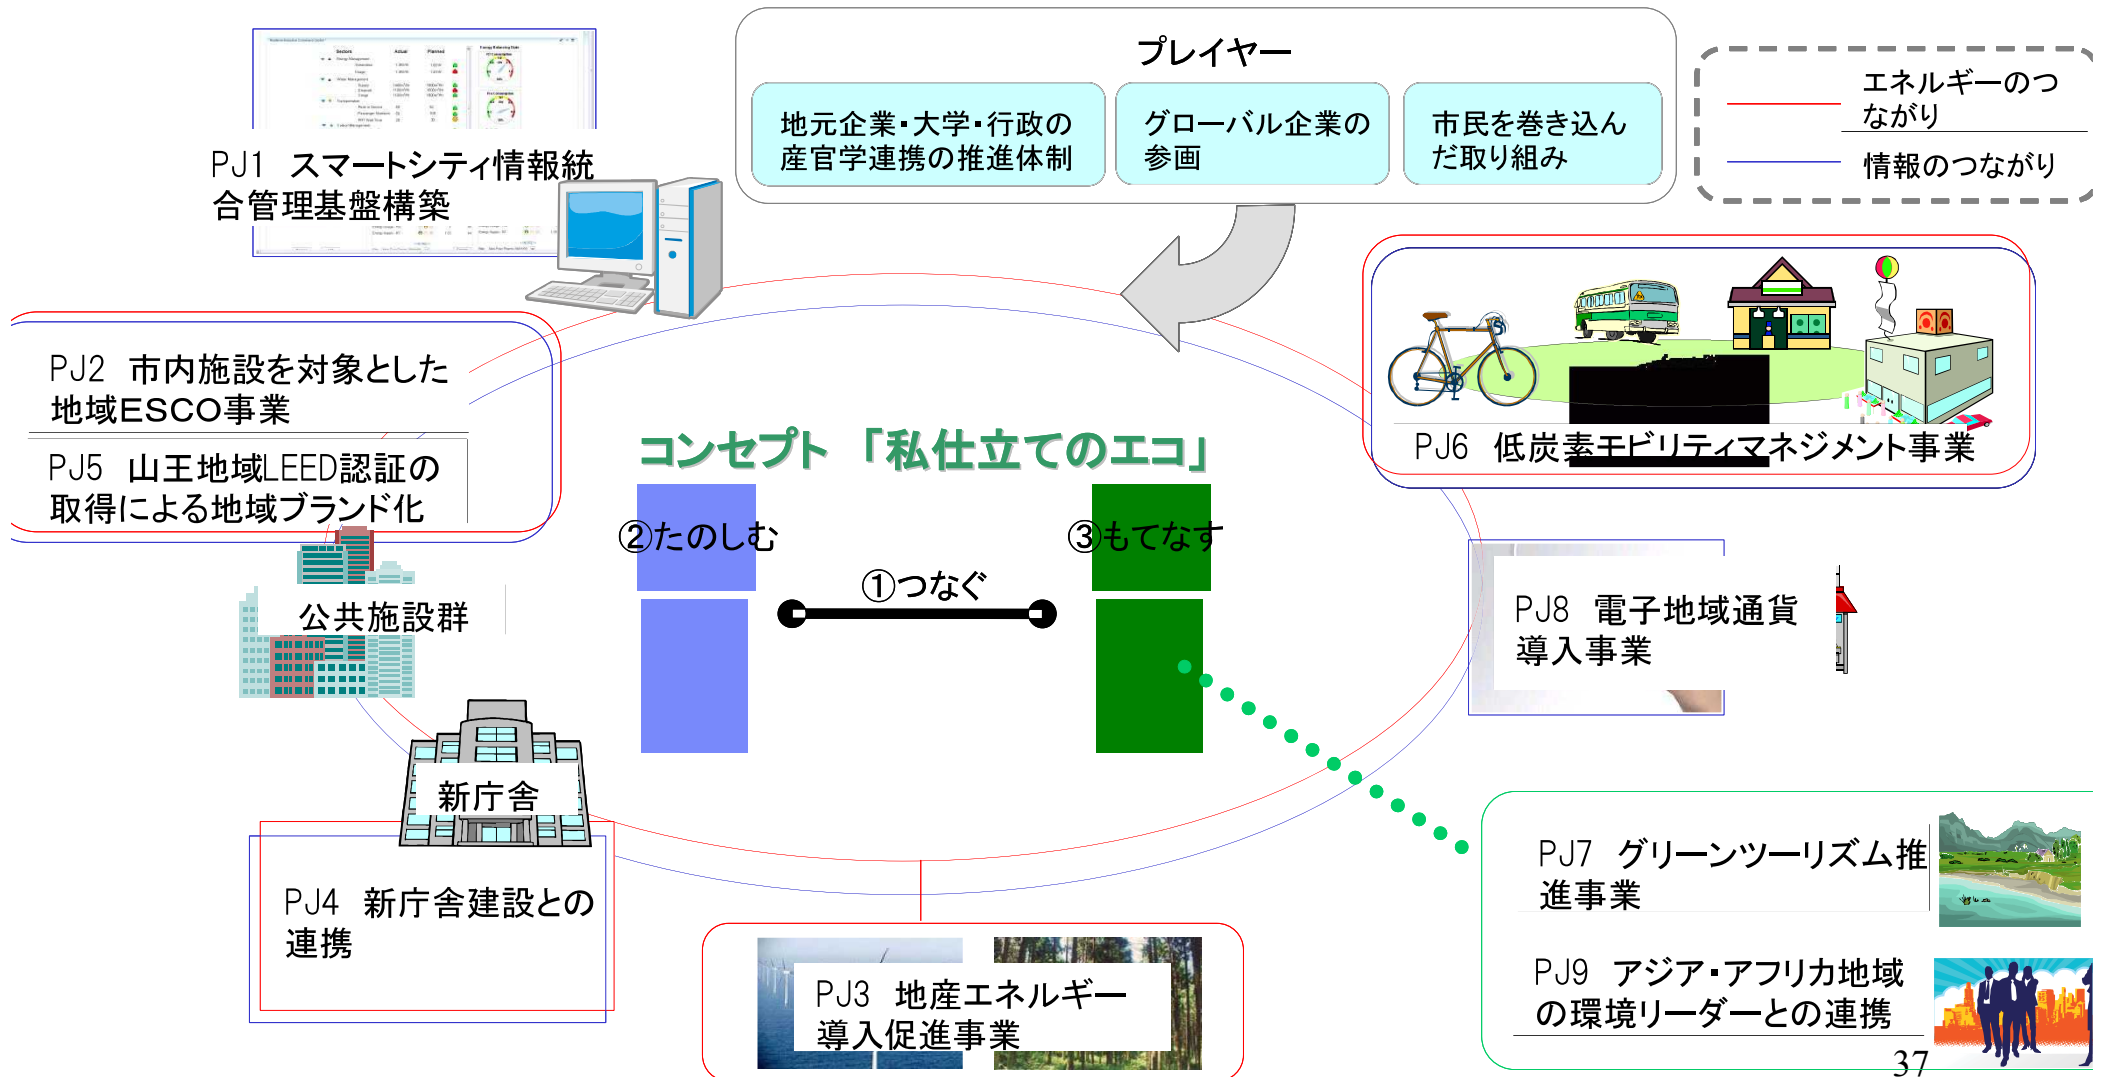 プレイヤー
地元企業・大学・行政の
産官学連携の推進体制
グローバル企業の
参画
市民を巻き込ん
だ取り組み
エネルギーのつ
ながり
情報のつながり
Sectors Actual Planned
PJ1 スマートシティ情報統
合管理基盤構築
PJ2 市内施設を対象とした
地域ESCO事業
PJ5 山王地域LEED認証の
取得による地域ブランド化
公共施設群
新庁舎
PJ4 新庁舎建設との
連携
コンセプト 「私仕立てのエコ」
②たのしむ
③もてなす
①つなぐ
PJ6 低炭素モビリティマネジメント事業
PJ8 電子地域通貨
導入事業
PJ3 地産エネルギー
導入促進事業
PJ7 グリーンツーリズム推
進事業
PJ9 アジア・アフリカ地域
の環境リーダーとの連携
37